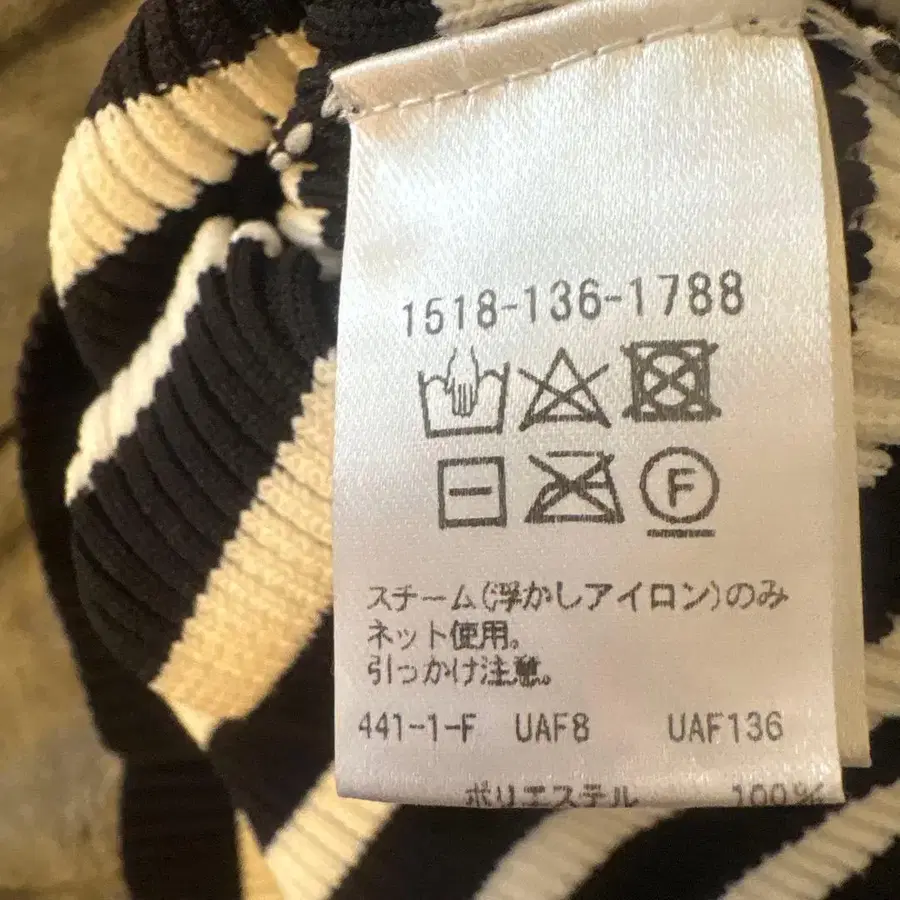 1518-136-1788
F
スチーム(浮かしアイロン)のみ
ネット使用。
引っかけ注意。
441-1-F UAF8 UAF136
ポリエステル 100%